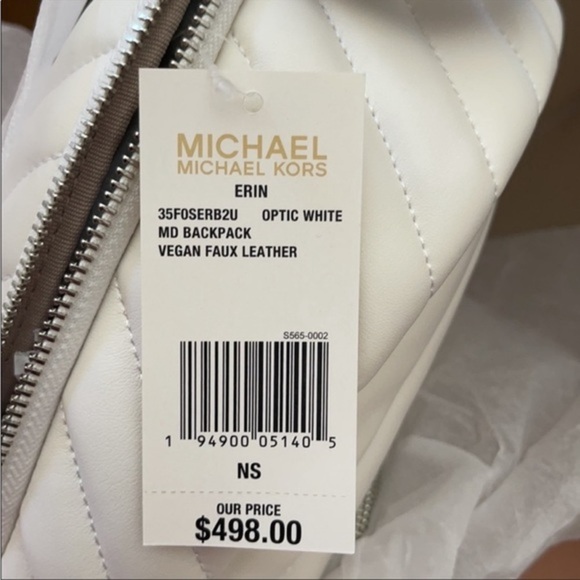 MICHAEL
MICHAEL KORS
ERIN
35F0SERB2U OPTIC WHITE
MD BACKPACK
VEGAN FAUX LEATHER
S565-0002
1 94900 05140 5
NS
OUR PRICE
$498.00